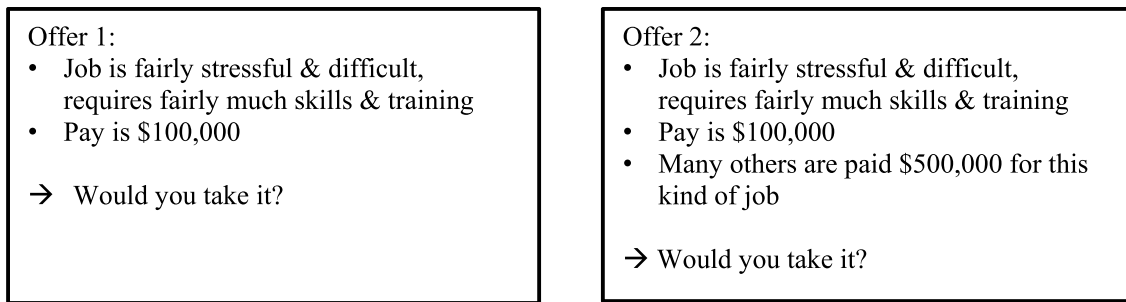 Offer 1:
• Job is fairly stressful & difficult,
requires fairly much skills & training
• Pay is $100,000
→ Would you take it?
Offer 2:
• Job is fairly stressful & difficult,
requires fairly much skills & training
• Pay is $100,000
• Many others are paid $500,000 for this
kind of job
→ Would you take it?